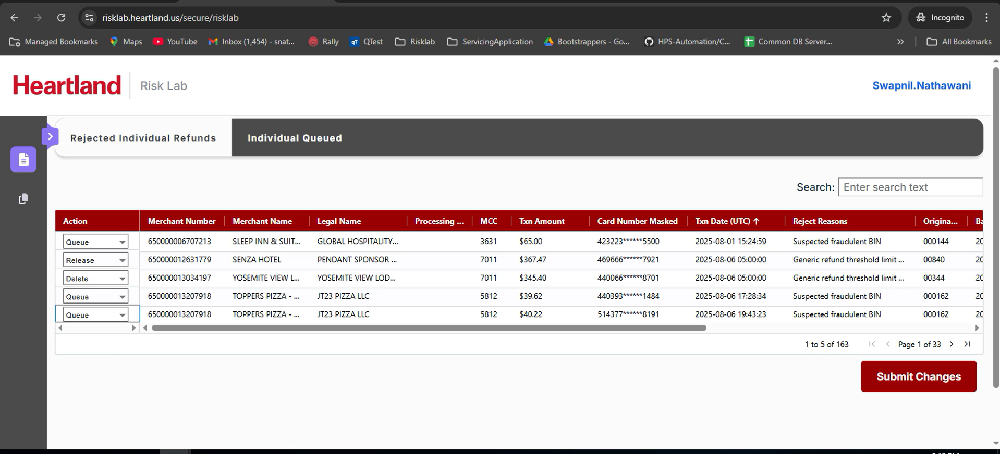 risklab.heartland.us/secure/risklab
Incognito
Managed Bookmarks Maps YouTube Inbox (1,454) - snat... Rally qT QTest Risklab ServicingApplication Bootstrappers - Go... HPS-Automation/C... Common DB Server... » All Bookmarks
Heartland Risk Lab Swapnil.Nathawani
Rejected Individual Refunds Individual Queued
Search: Enter search text
Action Merchant Number Merchant Name Legal Name Processing ... MCC Txn Amount Card Number Masked Txn Date (UTC) ↑ Reject Reasons Origina... Ba
Queue 650000006707213 SLEEP INN & SUIT... GLOBAL HOSPITALITY... 3631 $65.00 423223******5500 2025-08-01 15:24:59 Suspected fraudulent BIN 000144 20
Release 650000012631779 SENZA HOTEL PENDANT SPONSOR ... 7011 $367.47 469666******7921 2025-08-06 05:00:00 Generic refund threshold limit ... 00840 20
Delete 650000013034197 YOSEMITE VIEW L... YOSEMITE VIEW LOD... 7011 $345.40 440066******8701 2025-08-06 05:00:00 Generic refund threshold limit ... 00344 20
Queue 650000013207918 TOPPERS PIZZA - ... JT23 PIZZA LLC 5812 $39.62 440393******1484 2025-08-06 17:28:34 Suspected fraudulent BIN 000162 20
Queue 650000013207918 TOPPERS PIZZA - ... JT23 PIZZA LLC 5812 $40.22 514377******8191 2025-08-06 19:43:23 Suspected fraudulent BIN 000162 20
1 to 5 of 163 Page 1 of 33
Submit Changes